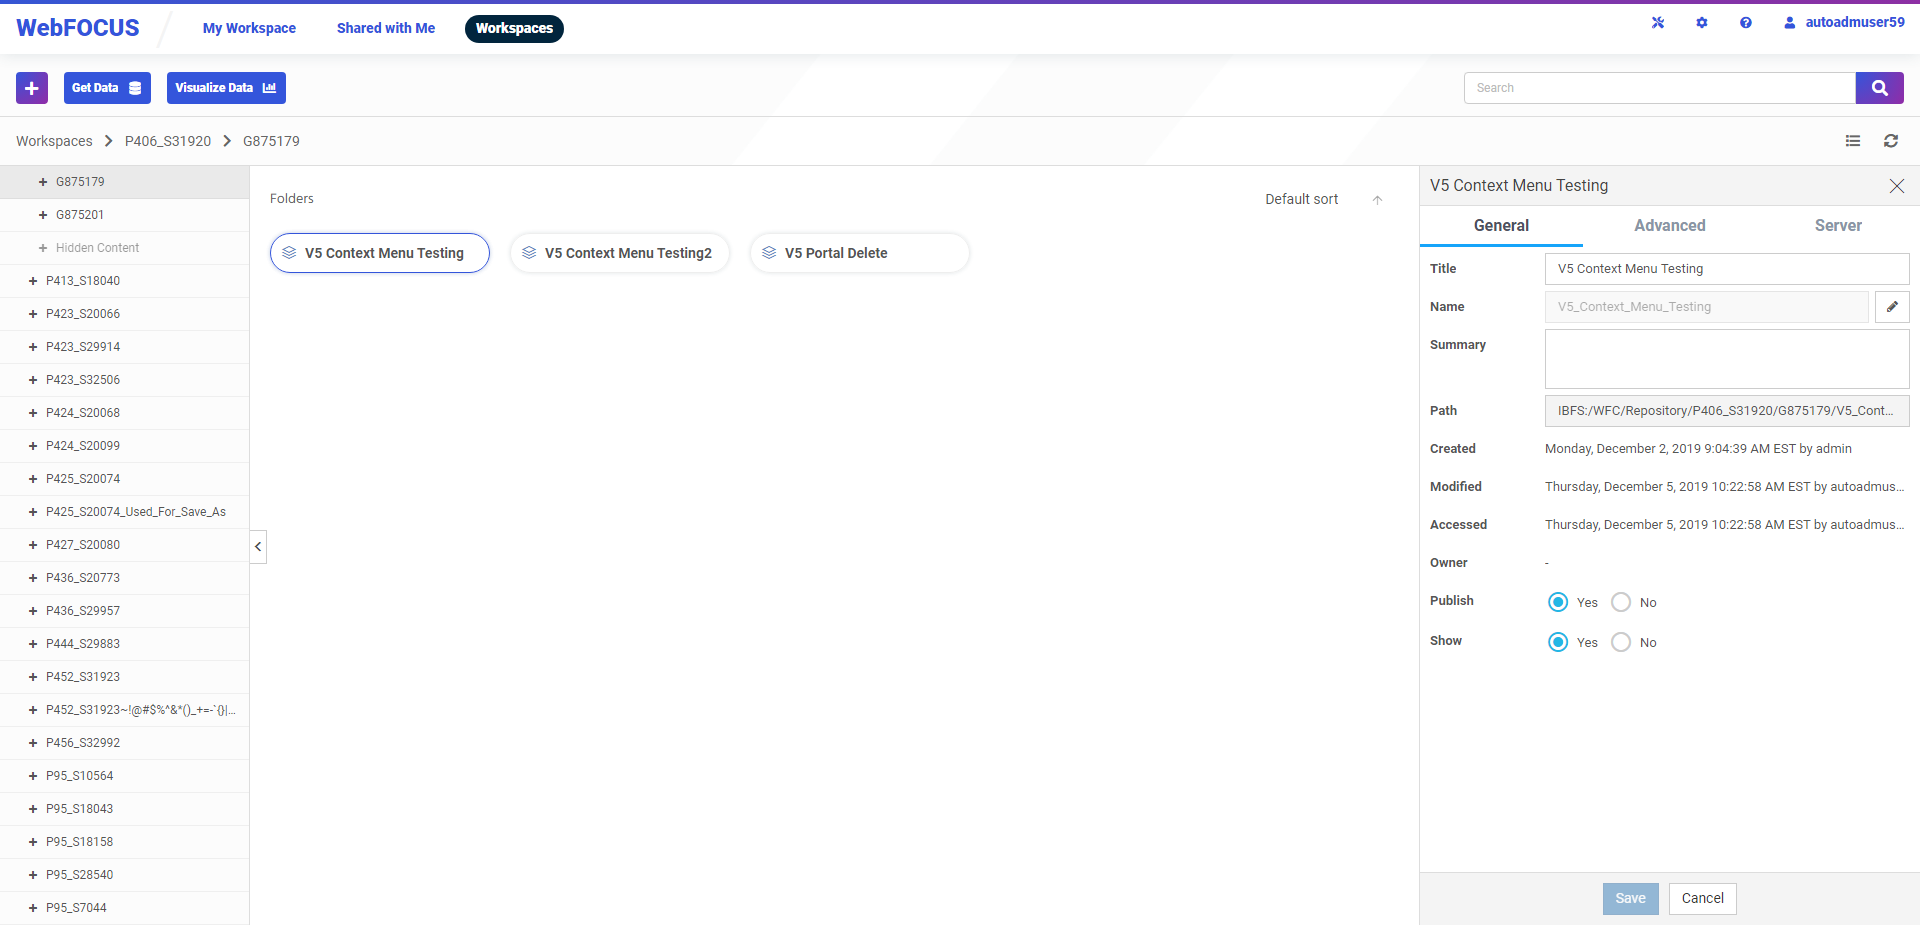 WebFOCUS
My Workspace
Shared with Me
Workspaces
autoadmuser59
Get Data
Visualize Data
Search
Workspaces
P406_S31920
G875179
G875179
G875201
Hidden Content
P413_S18040
P423_S20066
P423_S29914
P423_S32506
P424_S20068
P424_S20099
P425_S20074
P425_S20074_Used_For_Save_As
P427_S20080
P436_S20773
P436_S29957
P444_S29883
P452_S31923
P452_S31923~!@#$%^&*()_+=-`{}|...
P456_S32992
P95_S10564
P95_S18043
P95_S18158
P95_S28540
P95_S7044
Folders
Default sort
V5 Context Menu Testing
V5 Context Menu Testing2
V5 Portal Delete
V5 Context Menu Testing
General
Advanced
Server
Title
V5 Context Menu Testing
Name
V5_Context_Menu_Testing
Summary
Path
IBFS:/WFC/Repository/P406_S31920/G875179/V5_Cont...
Created
Monday, December 2, 2019 9:04:39 AM EST by admin
Modified
Thursday, December 5, 2019 10:22:58 AM EST by autoadmus...
Accessed
Thursday, December 5, 2019 10:22:58 AM EST by autoadmus...
Owner
-
Publish
Yes
No
Show
Yes
No
Save
Cancel